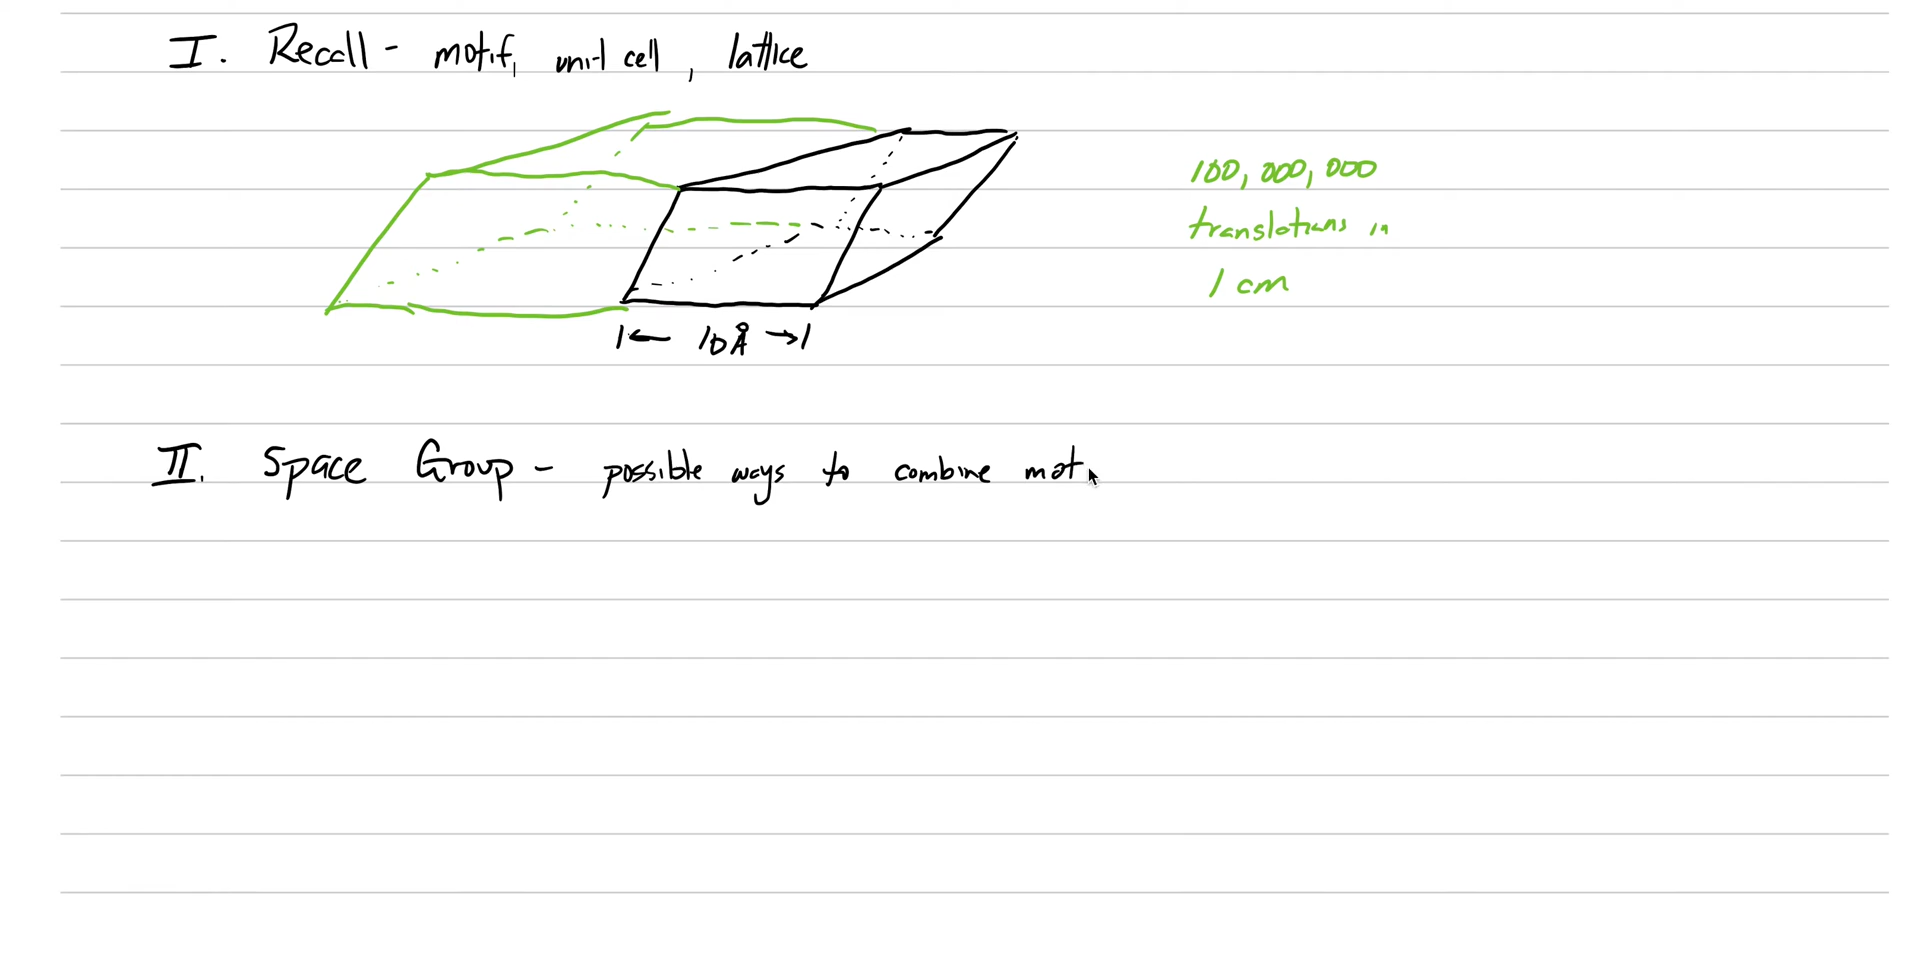 I. Recall - motif, unit cell, lattice
100,000,000
translations in
1 cm
10Å
II. Space Group - possible ways to combine mot